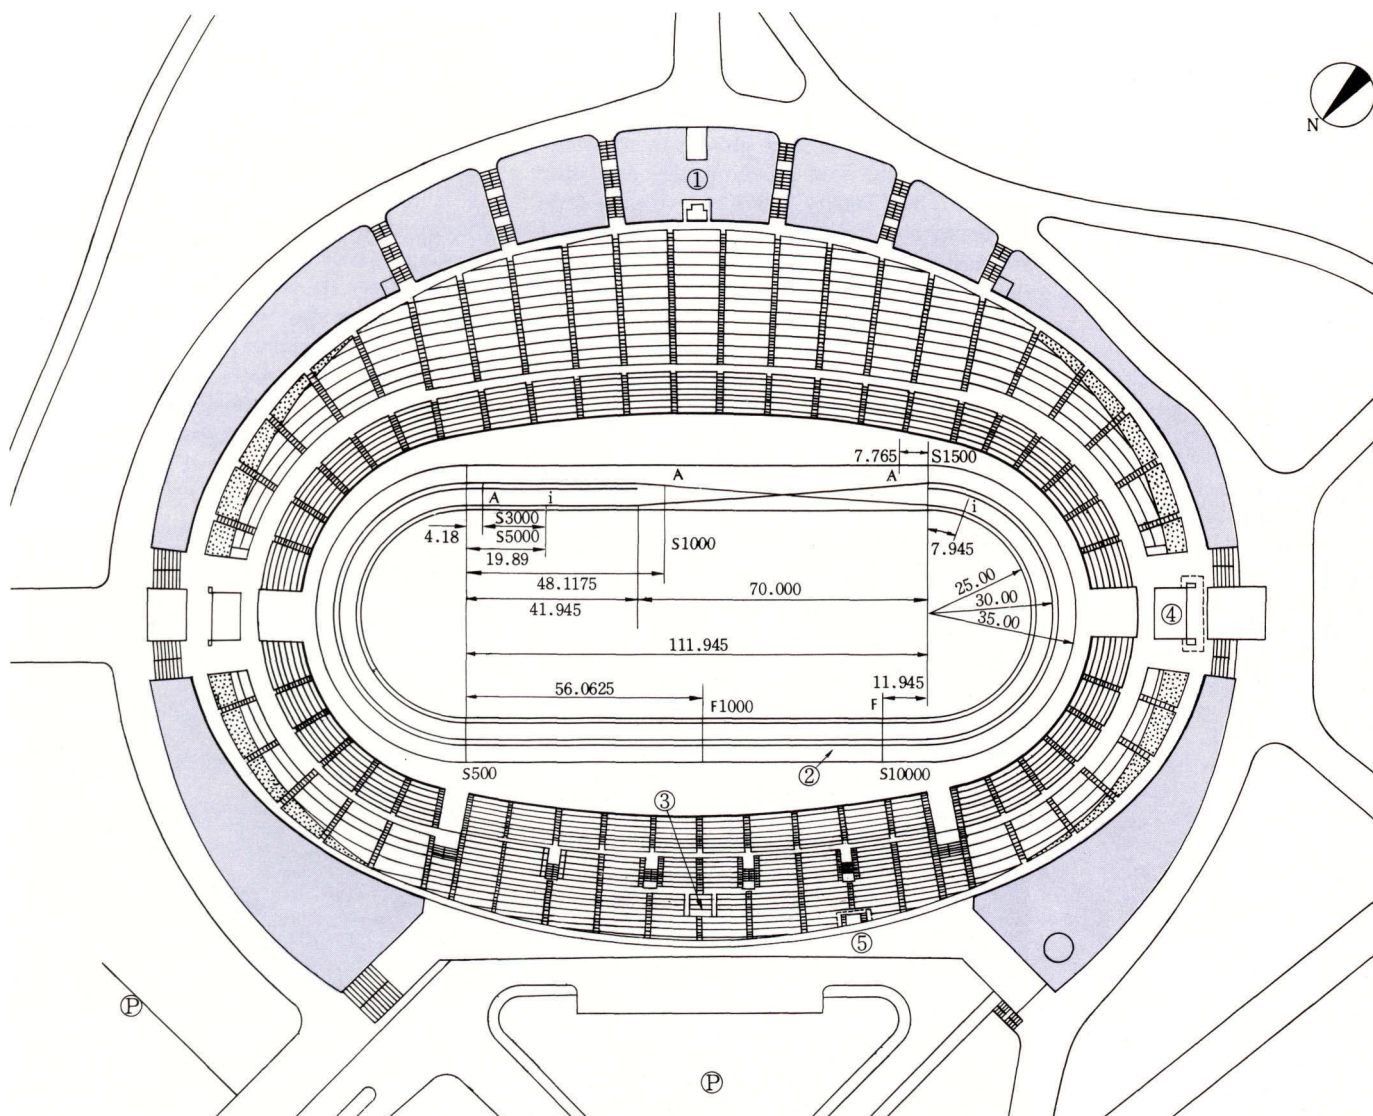 N
①
7.765
S1500
A
A
A
i
i
S3000
4.18
S5000
S1000
19.89
7.945
48.1175
25.00
41.945
70.000
30.00
35.00
④
111.945
56.0625
11.945
F1000
F
S500
②
S10000
③
⑤
Ⓟ
Ⓟ